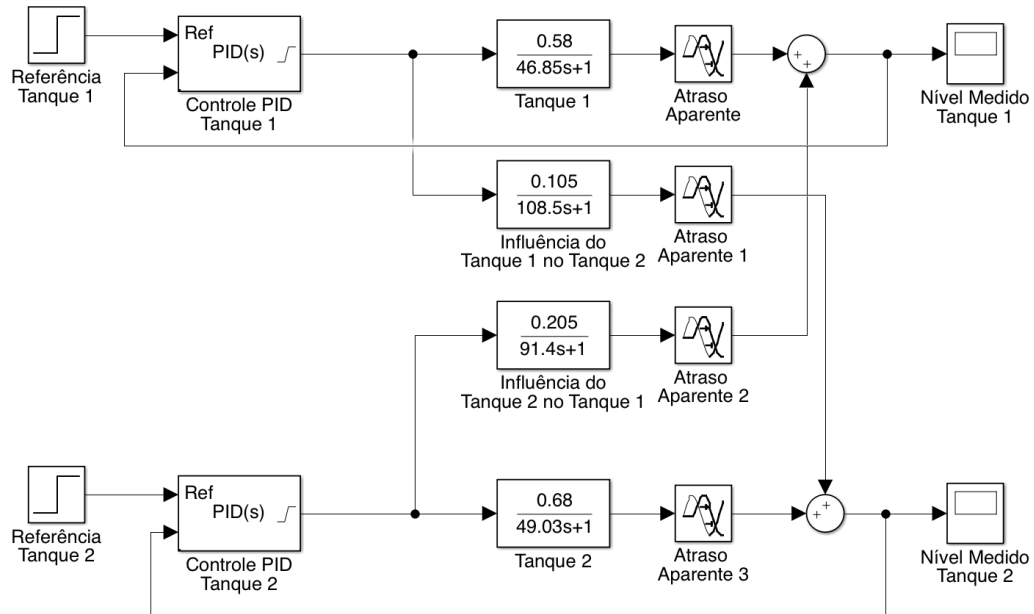 Referência
Tanque 1
Ref
PID(s)
Controle PID
Tanque 1
0.58
46.85s+1
Tanque 1
Atraso
Aparente
+
+
Nível Medido
Tanque 1
0.105
108.5s+1
Influência do
Tanque 1 no Tanque 2
Atraso
Aparente 1
0.205
91.4s+1
Influência do
Tanque 2 no Tanque 1
Atraso
Aparente 2
Referência
Tanque 2
Ref
PID(s)
Controle PID
Tanque 2
0.68
49.03s+1
Tanque 2
Atraso
Aparente 3
+
+
Nível Medido
Tanque 2